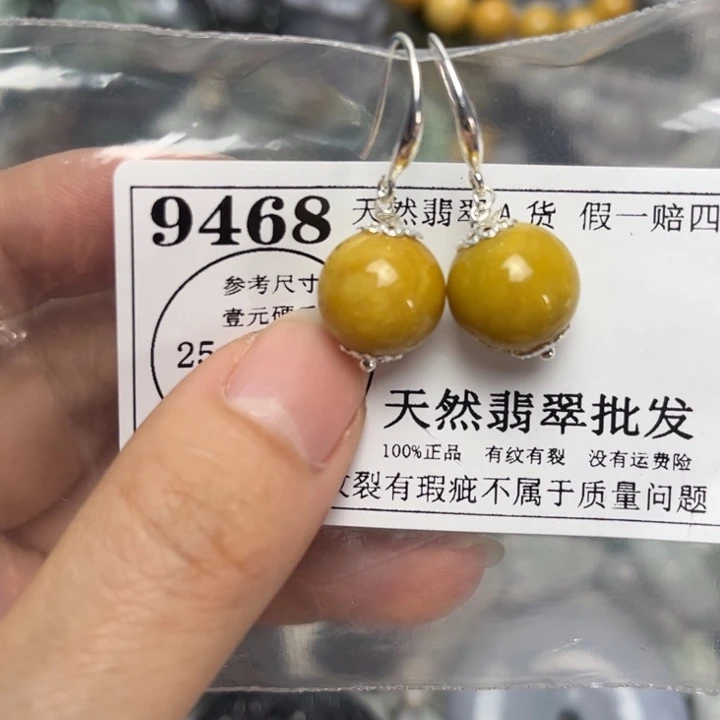 9468 天然翡翠A货 假一赔四
参考尺寸
壹元硬
25
天然翡翠批发
100%正品 有纹有裂 没有运费险
纹裂有瑕疵不属于质量问题